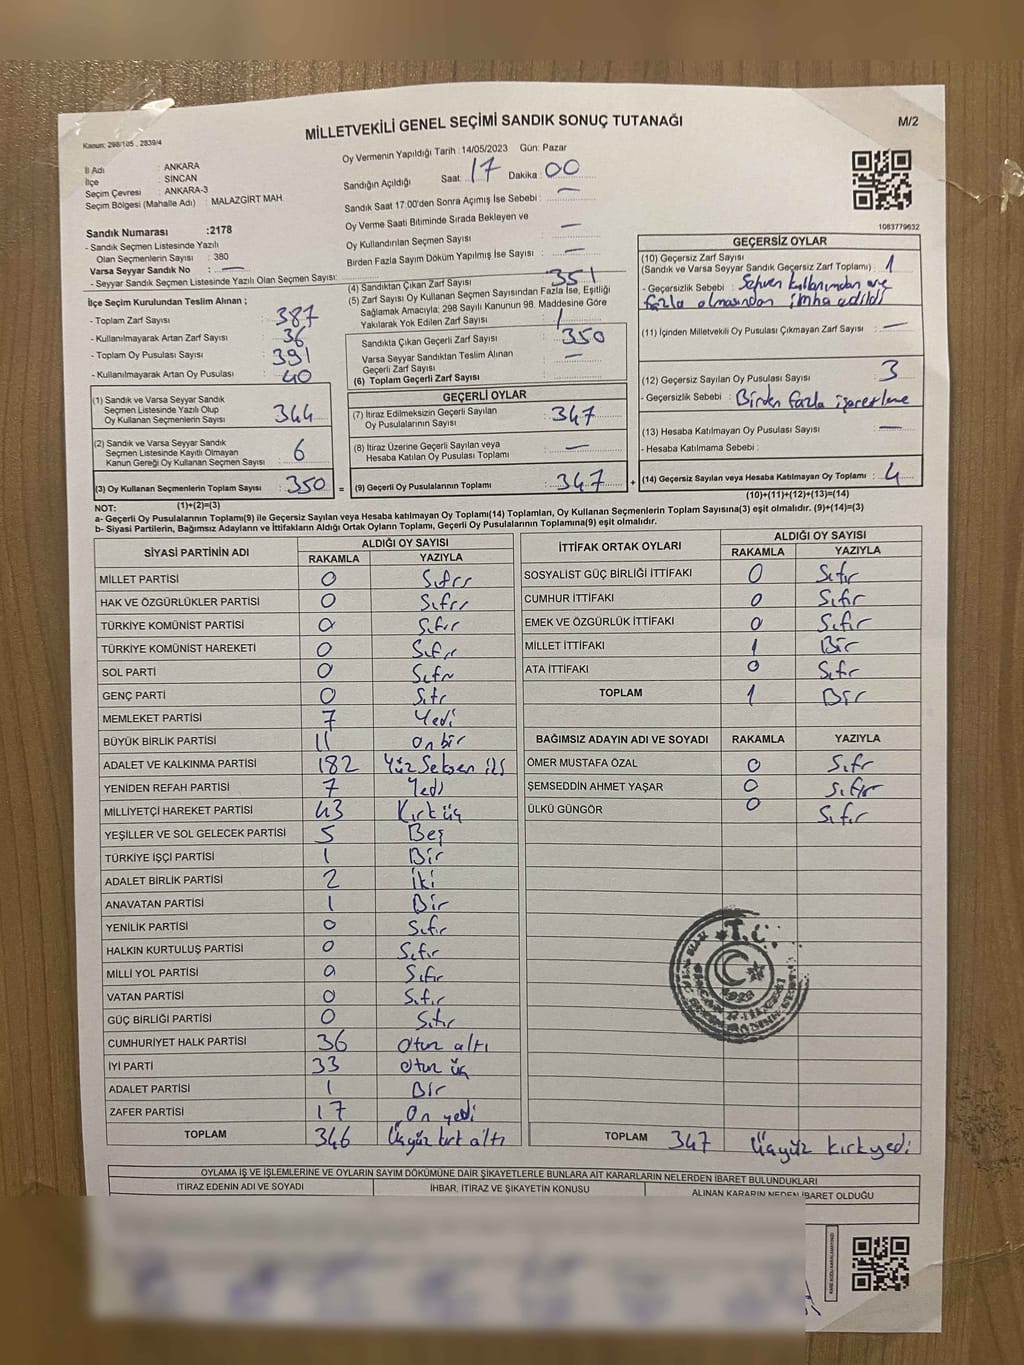 Kanun: 298/105 , 2839/4
MİLLETVEKİLİ GENEL SEÇİMİ SANDIK SONUÇ TUTANAĞI
M/2
İl Adı : ANKARA
İlçe : SİNCAN
Seçim Çevresi : ANKARA-3
Seçim Bölgesi (Mahalle Adı) : MALAZGİRT MAH.
Oy Vermenin Yapıldığı Tarih : 14/05/2023 Gün: Pazar
Sandığın Açıldığı Saat: 17 Dakika : 00
Sandık Saat 17:00'den Sonra Açımış İse Sebebi : —
Oy Verme Saati Bitiminde Sırada Bekleyen ve
Oy Kullandırılan Seçmen Sayısı : —
Birden Fazla Sayım Döküm Yapılmış İse Sayısı : —
1063779632
Sandık Numarası :2178
- Sandık Seçmen Listesinde Yazılı
Olan Seçmenlerin Sayısı : 380
Varsa Seyyar Sandık No : —
- Seyyar Sandık Seçmen Listesinde Yazılı Olan Seçmen Sayısı:
İlçe Seçim Kurulundan Teslim Alınan ;
- Toplam Zarf Sayısı : 387
- Kullanılmayarak Artan Zarf Sayısı : 36
- Toplam Oy Pusulası Sayısı : 391
- Kullanılmayarak Artan Oy Pusulası : 40
(1) Sandık ve Varsa Seyyar Sandık
Seçmen Listesinde Yazılı Olup
Oy Kullanan Seçmenlerin Sayısı : 344
(2) Sandık ve Varsa Seyyar Sandık
Seçmen Listesinde Kayıtlı Olmayan
Kanun Gereği Oy Kullanan Seçmen Sayısı : 6
(3) Oy Kullanan Seçmenlerin Toplam Sayısı : 350 =
(1)+(2)=(3)
(4) Sandıktan Çıkan Zarf Sayısı : 351
(5) Zarf Sayısı Oy Kullanan Seçmen Sayısından Fazla İse, Eşitliği
Sağlamak Amacıyla; 298 Sayılı Kanunun 98. Maddesine Göre
Yakılarak Yok Edilen Zarf Sayısı : 1
Sandıkta Çıkan Geçerli Zarf Sayısı : 350
Varsa Seyyar Sandıktan Teslim Alınan
Geçerli Zarf Sayısı : —
(6) Toplam Geçerli Zarf Sayısı :
GEÇERLİ OYLAR
(7) İtiraz Edilmeksizin Geçerli Sayılan
Oy Pusulasının Sayısı : 347
(8) İtiraz Üzerine Geçerli Sayılan veya
Hesaba Katılan Oy Pusulası Toplamı : —
(9) Geçerli Oy Pusulalarının Toplamı : 347 +
GEÇERSİZ OYLAR
(10) Geçersiz Zarf Sayısı
(Sandık ve Varsa Seyyar Sandık Geçersiz Zarf Toplamı) : 1
- Geçersizlik Sebebi : Sehven kullanımdan ve
fazla olmasından imha edildi
(11) İçinden Milletvekili Oy Pusulası Çıkmayan Zarf Sayısı : —
(12) Geçersiz Sayılan Oy Pusulası Sayısı : 3
- Geçersizlik Sebebi : Birden fazla işaretleme
(13) Hesaba Katılmayan Oy Pusulası Sayısı : —
- Hesaba Katılmama Sebebi :
(14) Geçersiz Sayılan veya Hesaba Katılmayan Oy Toplamı : 4
(10)+(11)+(12)+(13)=(14)
NOT:
a- Geçerli Oy Pusulalarının Toplamı(9) ile Geçersiz Sayılan veya Hesaba katılmayan Oy Toplamı(14) Toplamları, Oy Kullanan Seçmenlerin Toplam Sayısına(3) eşit olmalıdır. (9)+(14)=(3)
b- Siyasi Partilerin, Bağımsız Adayların ve İttifakların Aldığı Ortak Oyların Toplamı, Geçerli Oy Pusulalarının Toplamına(9) eşit olmalıdır.
SİYASİ PARTİNİN ADI ALDIĞI OY SAYISI
RAKAMLA YAZIYLA
MİLLET PARTİSİ 0 Sıfır
HAK VE ÖZGÜRLÜKLER PARTİSİ 0 Sıfır
TÜRKİYE KOMÜNİST PARTİSİ 0 Sıfır
TÜRKİYE KOMÜNİST HAREKETİ 0 Sıfır
SOL PARTİ 0 Sıfır
GENÇ PARTİ 0 Sıfır
MEMLEKET PARTİSİ 7 Yedi
BÜYÜK BİRLİK PARTİSİ 11 Onbir
ADALET VE KALKINMA PARTİSİ 182 Yüz Seksen iki
YENİDEN REFAH PARTİSİ 7 Yedi
MİLLİYETÇİ HAREKET PARTİSİ 43 Kırk üç
YEŞİLLER VE SOL GELECEK PARTİSİ 5 Beş
TÜRKİYE İŞÇİ PARTİSİ 1 Bir
ADALET BİRLİK PARTİSİ 2 İki
ANAVATAN PARTİSİ 1 Bir
YENİLİK PARTİSİ 0 Sıfır
HALKIN KURTULUŞ PARTİSİ 0 Sıfır
MİLLİ YOL PARTİSİ 0 Sıfır
VATAN PARTİSİ 0 Sıfır
GÜÇ BİRLİĞİ PARTİSİ 0 Sıfır
CUMHURİYET HALK PARTİSİ 36 Otuz altı
İYİ PARTİ 33 Otuz üç
ADALET PARTİSİ 1 Bir
ZAFER PARTİSİ 17 On yedi
TOPLAM 346 Üçyüz kırk altı
İTTİFAK ORTAK OYLARI ALDIĞI OY SAYISI
RAKAMLA YAZIYLA
SOSYALİST GÜÇ BİRLİĞİ İTTİFAKI 0 Sıfır
CUMHUR İTTİFAKI 0 Sıfır
EMEK VE ÖZGÜRLÜK İTTİFAKI 0 Sıfır
MİLLET İTTİFAKI 1 Bir
ATA İTTİFAKI 0 Sıfır
TOPLAM 1 Bir
BAĞIMSIZ ADAYIN ADI VE SOYADI RAKAMLA YAZIYLA
ÖMER MUSTAFA ÖZAL 0 Sıfır
ŞEMSEDDİN AHMET YAŞAR 0 Sıfır
ÜLKÜ GÜNGÖR 0 Sıfır
T.C.
TOPLAM 347 Üçyüz kırkyedi
OYLAMA İŞ VE İŞLEMLERİNE VE OYLARIN SAYIM DÖKÜMÜNE DAİR ŞİKAYETLERLE BUNLARA AİT KARARLARIN NELERDEN İBARET BULUNDUKLARI
İTİRAZ EDENİN ADI VE SOYADI İHBAR, İTİRAZ VE ŞİKAYETİN KONUSU ALINAN KARARIN NEDEN İBARET OLDUĞU